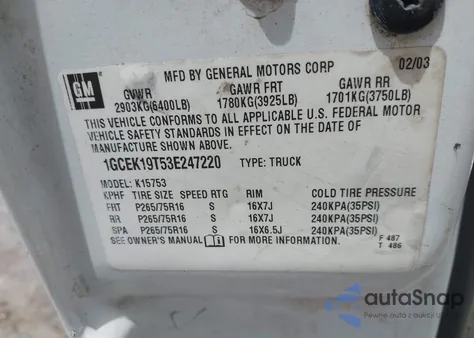 GM
MFD BY GENERAL MOTORS CORP 02/03
GVWR GAWR FRT GAWR RR
2903KG(6400LB) 1780KG(3925LB) 1701KG(3750LB)
THIS VEHICLE CONFORMS TO ALL APPLICABLE U.S. FEDERAL MOTOR
VEHICLE SAFETY STANDARDS IN EFFECT ON THE DATE OF
MANUFACTURE SHOWN ABOVE.
1GCEK19T53E247220 TYPE: TRUCK
MODEL: K15753
KPHF TIRE SIZE SPEED RTG RIM COLD TIRE PRESSURE
FRT P265/75R16 S 16X7J 240KPA(35PSI)
RR P265/75R16 S 16X7J 240KPA(35PSI)
SPA P265/75R16 S 16X6.5J 240KPA(35PSI)
SEE OWNER'S MANUAL FOR MORE INFORMATION.
F 487
T 486
autoSnap
Pewne auta z aukcji U